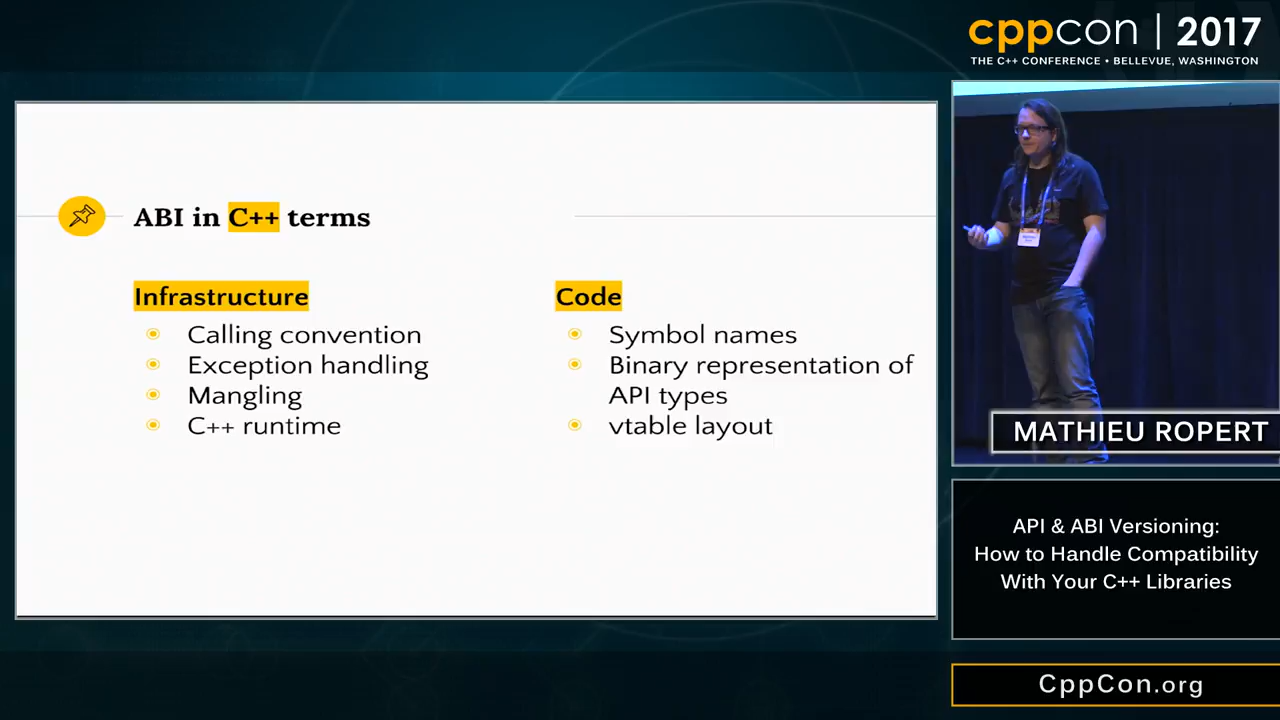 cppcon | 2017
THE C++ CONFERENCE • BELLEVUE, WASHINGTON
ABI in C++ terms
Infrastructure
Calling convention
Exception handling
Mangling
C++ runtime
Code
Symbol names
Binary representation of
API types
vtable layout
MATHIEU ROPERT
API & ABI Versioning:
How to Handle Compatibility
With Your C++ Libraries
CppCon.org